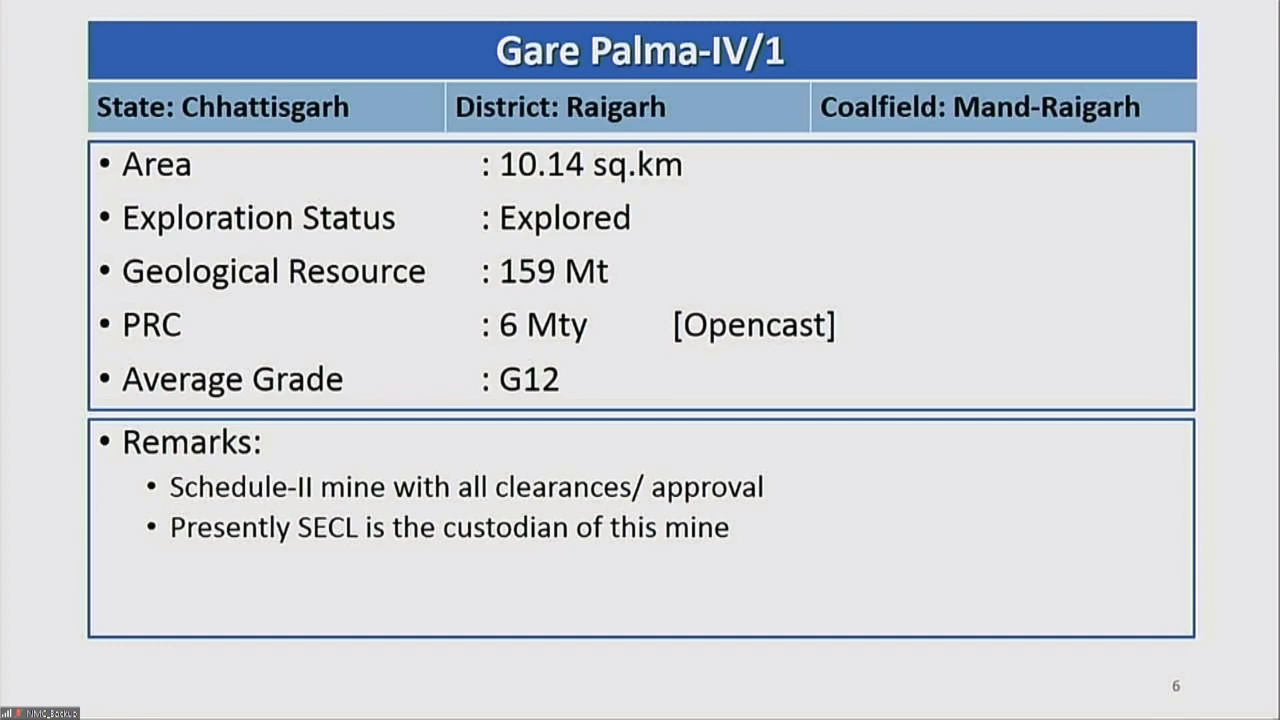 Gare Palma-IV/1
State: Chhattisgarh District: Raigarh Coalfield: Mand-Raigarh
• Area : 10.14 sq.km
• Exploration Status : Explored
• Geological Resource : 159 Mt
• PRC : 6 Mty [Opencast]
• Average Grade : G12
• Remarks:
• Schedule-II mine with all clearances/ approval
• Presently SECL is the custodian of this mine
6
NMC_Backup